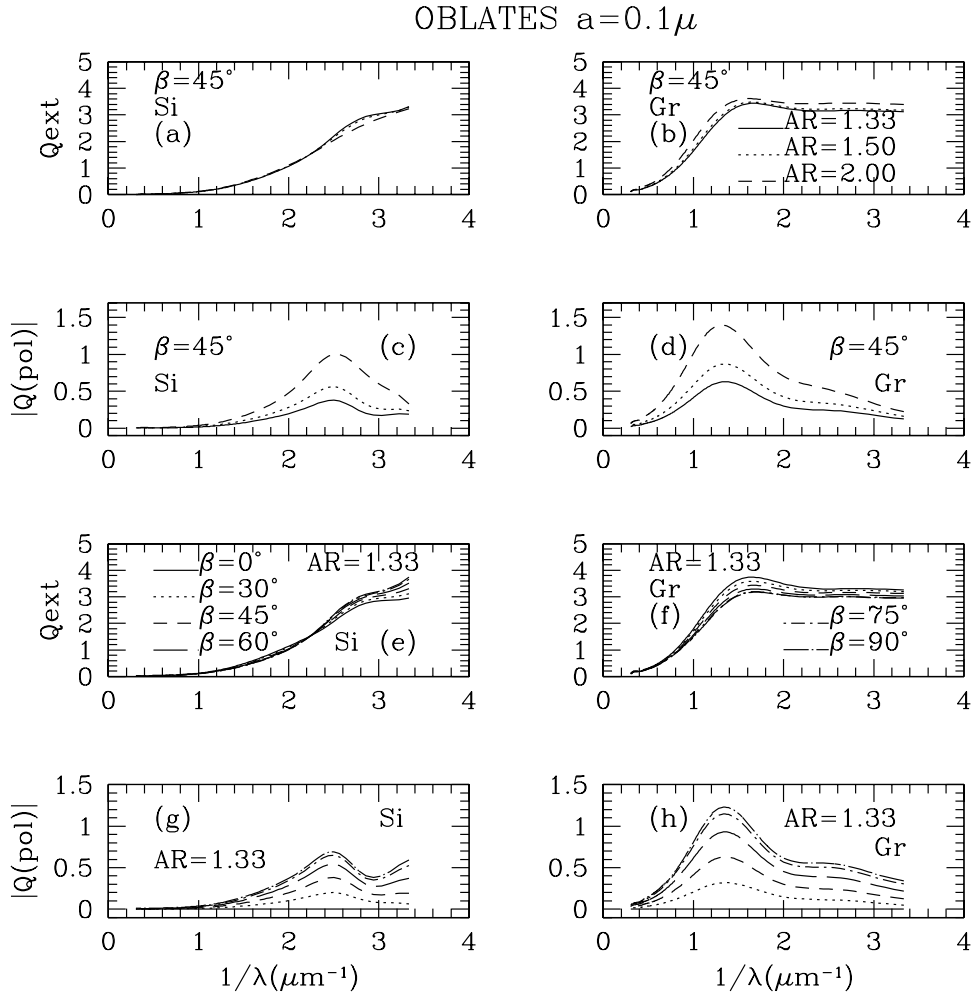 OBLATES a=0.1μ
5
4
3
2
1
0
Qext
β=45°
Si
(a)
0 1 2 3 4
5
4
3
2
1
0
β=45°
Gr
(b)
AR=1.33
AR=1.50
AR=2.00
0 1 2 3 4
1.5
1
0.5
0
|Q(pol)|
β=45°
Si
(c)
0 1 2 3 4
1.5
1
0.5
0
(d)
β=45°
Gr
0 1 2 3 4
5
4
3
2
1
0
Qext
β=0°
β=30°
β=45°
β=60°
AR=1.33
Si (e)
0 1 2 3 4
5
4
3
2
1
0
AR=1.33
Gr
(f)
β=75°
β=90°
0 1 2 3 4
1.5
1
0.5
0
|Q(pol)|
(g)
Si
AR=1.33
0 1 2 3 4
1/λ(μm⁻¹)
1.5
1
0.5
0
(h)
AR=1.33
Gr
0 1 2 3 4
1/λ(μm⁻¹)